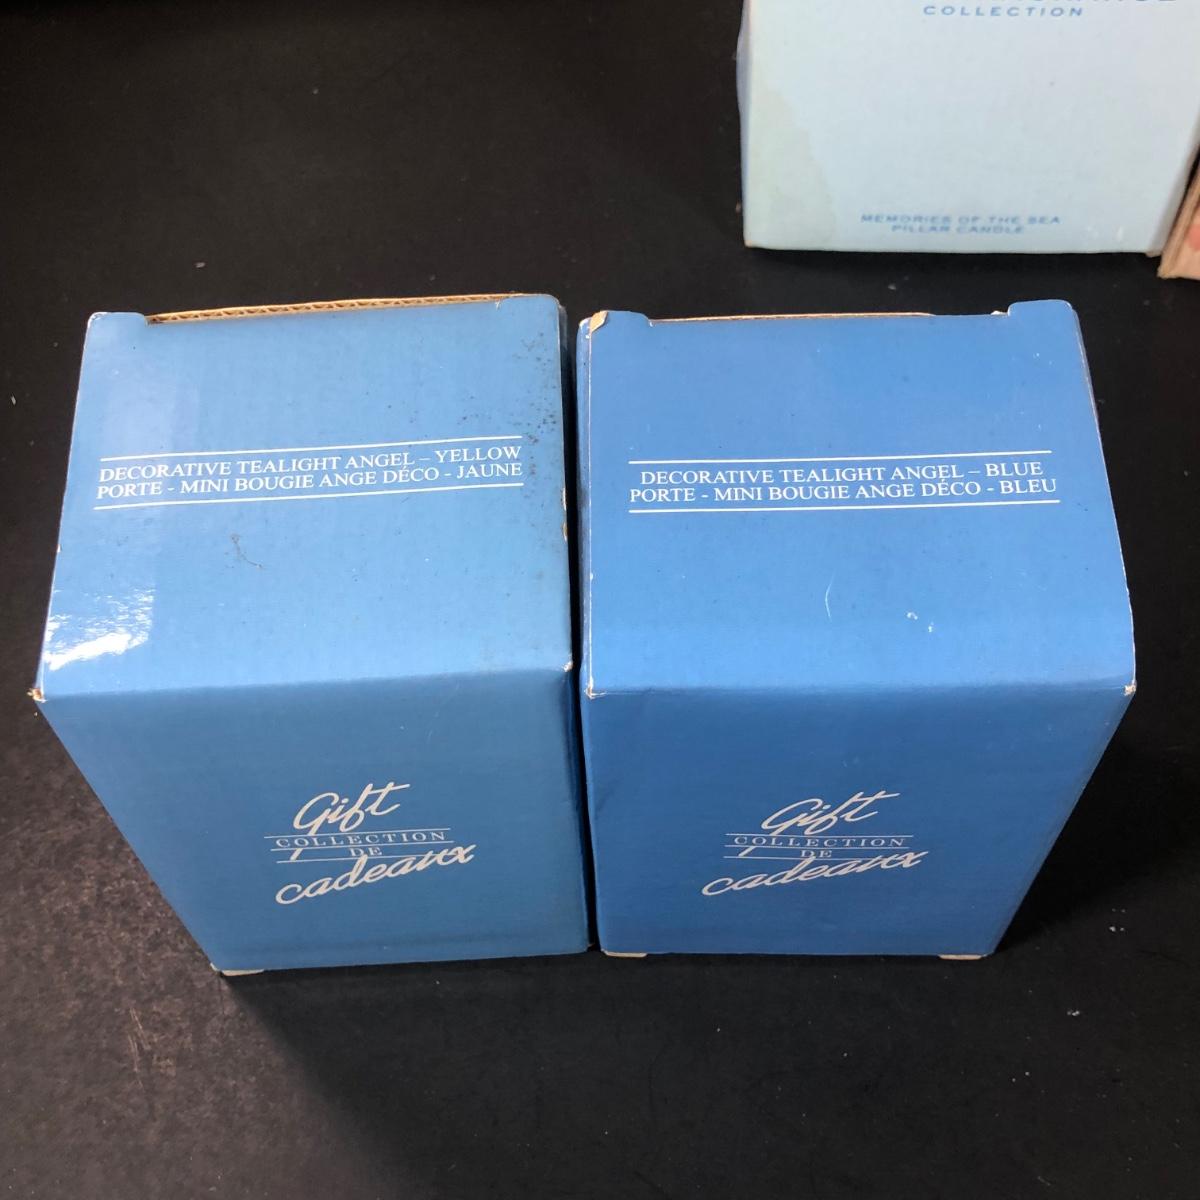 COLLECTION
MEMORIES OF THE SEA
PILLAR CANDLE
DECORATIVE TEALIGHT ANGEL – YELLOW
PORTE - MINI BOUGIE ANGE DÉCO - JAUNE
DECORATIVE TEALIGHT ANGEL – BLUE
PORTE - MINI BOUGIE ANGE DÉCO - BLEU
Gift
COLLECTION
DE
cadeaux
Gift
COLLECTION
DE
cadeaux